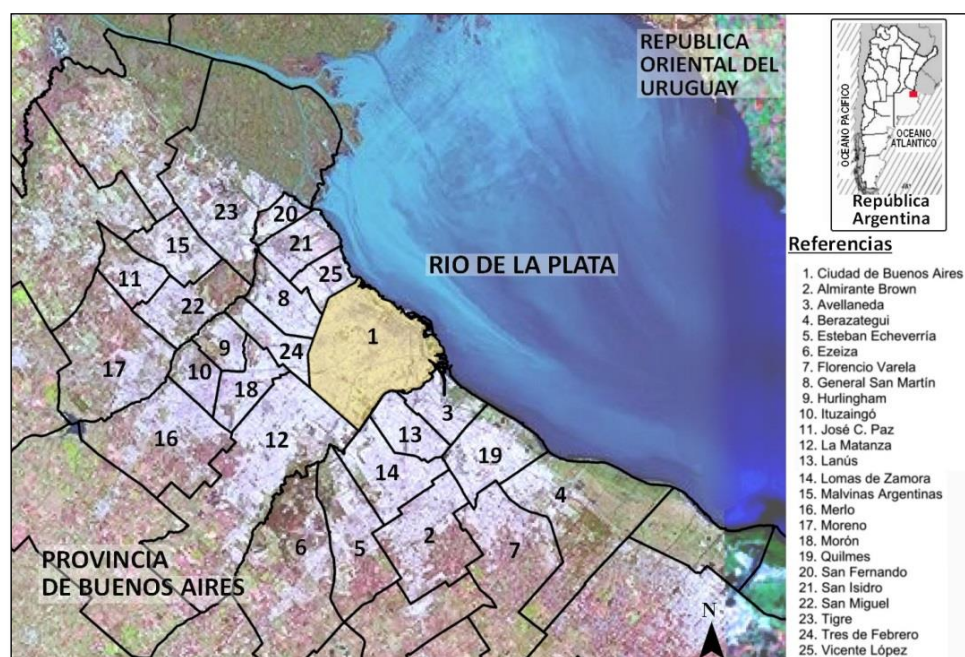 REPUBLICA
ORIENTAL DEL
URUGUAY
RIO DE LA PLATA
PROVINCIA
DE BUENOS AIRES
23
20
15
21
11
25
22
8
1
9
24
17
10
18
3
16
12
13
19
14
4
6
5
2
7
N
OCEANO PACIFICO
OCEANO
ATLANTICO
República
Argentina
Referencias
1. Ciudad de Buenos Aires
2. Almirante Brown
3. Avellaneda
4. Berazategui
5. Esteban Echeverría
6. Ezeiza
7. Florencio Varela
8. General San Martín
9. Hurlingham
10. Ituzaingó
11. José C. Paz
12. La Matanza
13. Lanús
14. Lomas de Zamora
15. Malvinas Argentinas
16. Merlo
17. Moreno
18. Morón
19. Quilmes
20. San Fernando
21. San Isidro
22. San Miguel
23. Tigre
24. Tres de Febrero
25. Vicente López